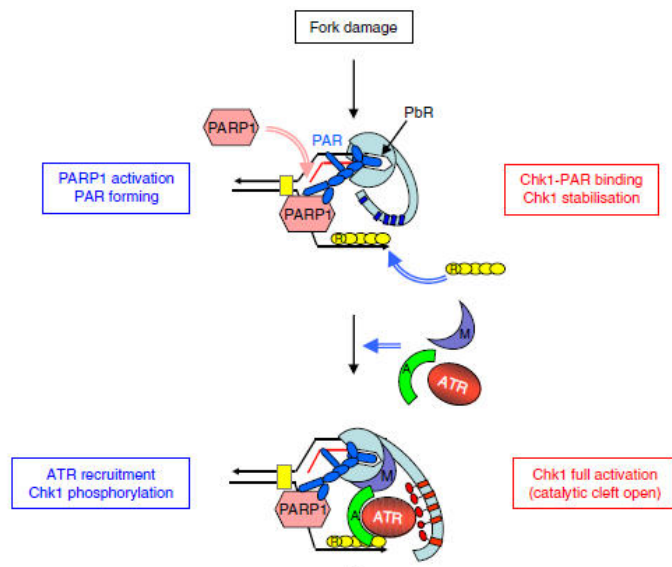 Fork damage
PARP1
PAR
PbR
PARP1 activation
PAR forming
Chk1-PAR binding
Chk1 stabilisation
PARP1
R
R
M
A
ATR
ATR recruitment
Chk1 phosphorylation
Chk1 full activation
(catalytic cleft open)
M
PARP1
A
ATR
R